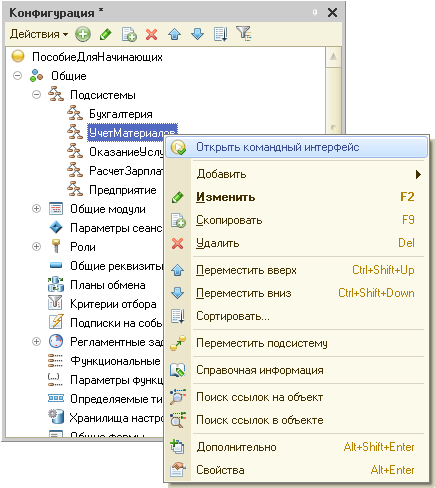 Конфигурация *
Действия
ПособиеДляНачинающих
Общие
Подсистемы
Бухгалтерия
УчетМатериалов
ОказаниеУслу
РасчетЗарплат
Предприятие
Общие модули
Параметры сеанс
Роли
Общие реквизиты
Планы обмена
Критерии отбора
Подписки на собы
Регламентные зад
Функциональные
Параметры функц
Определяемые ти
Хранилища настро
Общие формы
Открыть командный интерфейс
Добавить
Изменить F2
Скопировать F9
Удалить Del
Переместить вверх Ctrl+Shift+Up
Переместить вниз Ctrl+Shift+Down
Сортировать...
Переместить подсистему
Справочная информация
Поиск ссылок на объект
Поиск ссылок в объекте
Дополнительно Alt+Shift+Enter
Свойства Alt+Enter